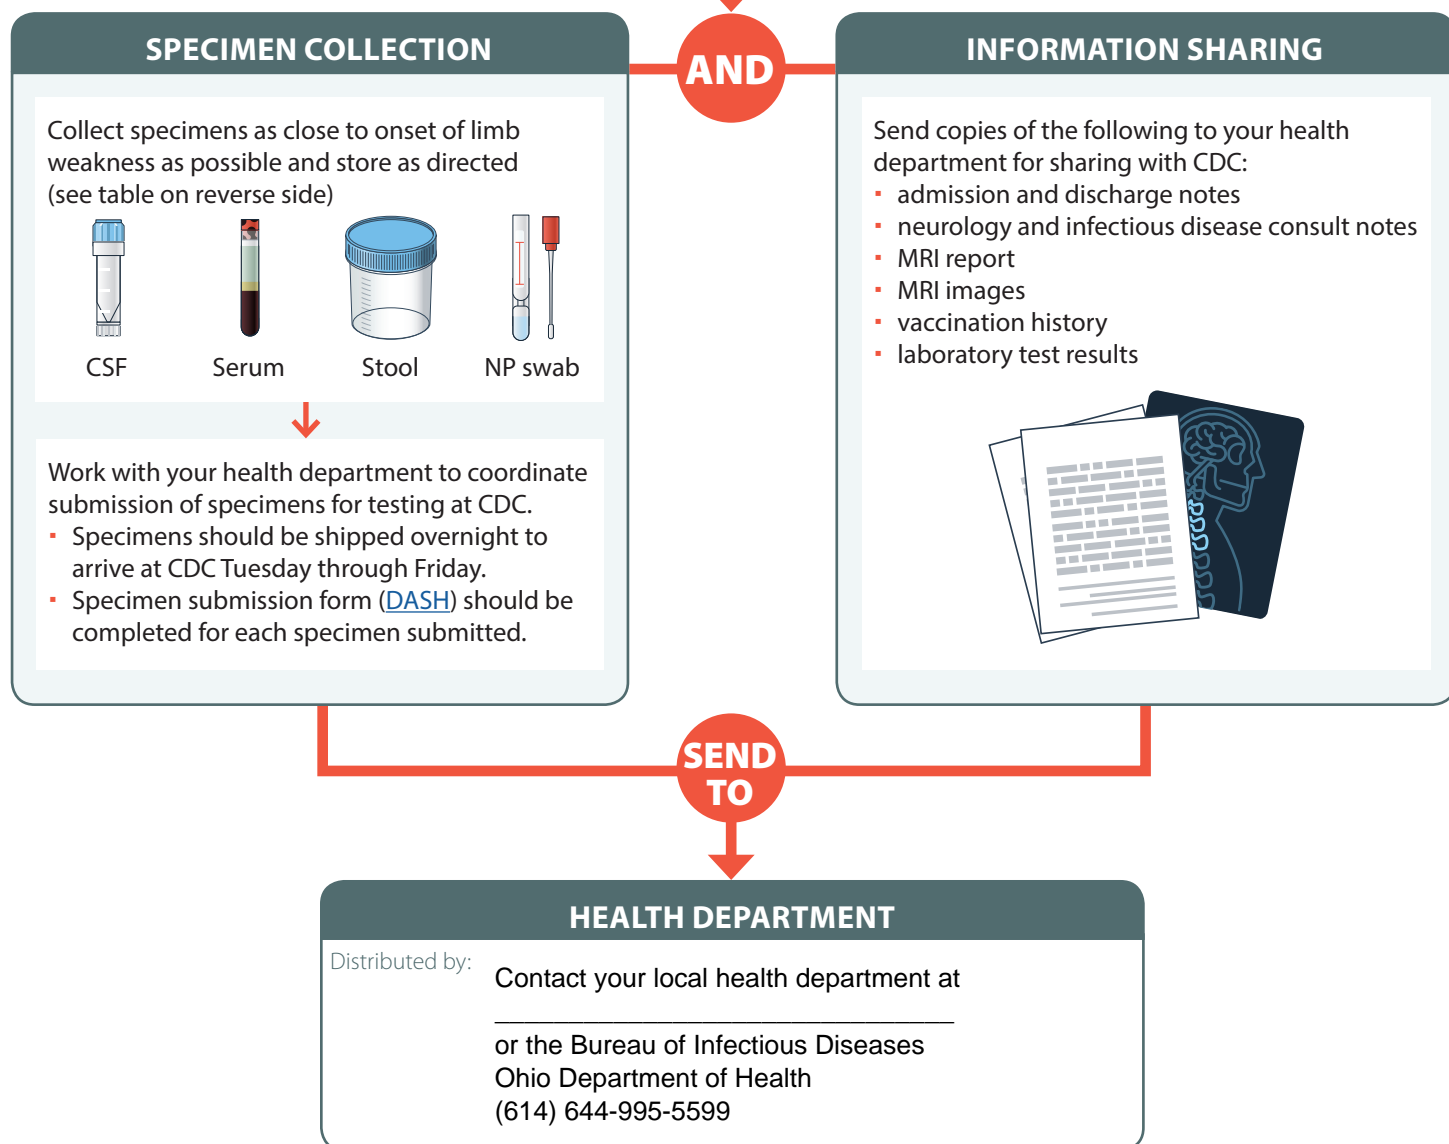 AND
SPECIMEN COLLECTION
Collect specimens as close to onset of limb
weakness as possible and store as directed
(see table on reverse side)
CSF
Serum
Stool
NP swab
Work with your health department to coordinate
submission of specimens for testing at CDC.
▪ Specimens should be shipped overnight to
arrive at CDC Tuesday through Friday.
▪ Specimen submission form (DASH) should be
completed for each specimen submitted.
INFORMATION SHARING
Send copies of the following to your health
department for sharing with CDC:
▪ admission and discharge notes
▪ neurology and infectious disease consult notes
▪ MRI report
▪ MRI images
▪ vaccination history
▪ laboratory test results
SEND
TO
HEALTH DEPARTMENT
Distributed by:
Contact your local health department at
_______________________________
or the Bureau of Infectious Diseases
Ohio Department of Health
(614) 644-995-5599